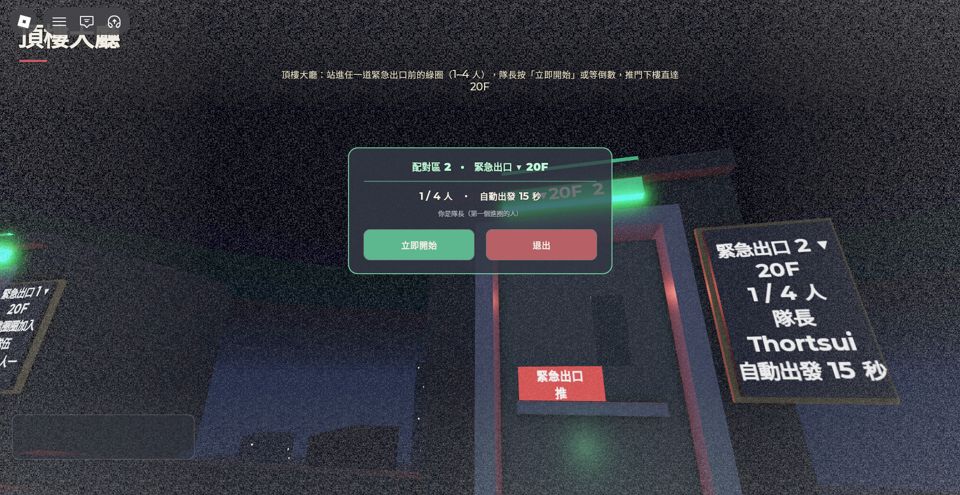 頂樓大廳
頂樓大廳：站進任一道緊急出口前的綠圈（1–4 人），隊長按「立即開始」或等倒數，推門下樓直達
20F
配對區 2 • 緊急出口 ▼ 20F
1 / 4 人 • 自動出發 15 秒
你是隊長（第一個進圈的人）
立即開始
退出
▼20F 2
緊急出口 2 ▼
20F
1 / 4 人
隊長
Thortsui
自動出發 15 秒
緊急出口 1 ▼
20F
圈加入
人—
緊急出口
推